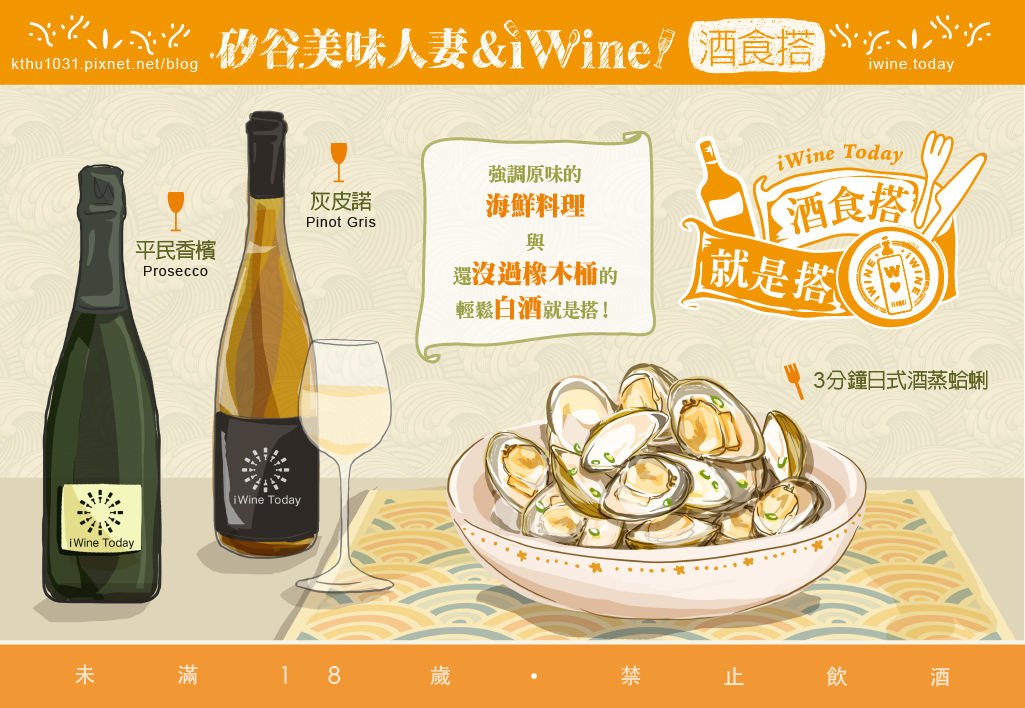 矽谷美味人妻&iWine
酒食搭
kthu1031.pixnet.net/blog
iwine.today
平民香檳
Prosecco
灰皮諾
Pinot Gris
強調原味的
海鮮料理
與
還沒過橡木桶的
輕鬆白酒就是搭！
iWine Today
酒食搭
就是搭
IWINE
IWINE
W
3分鐘日式酒蒸蛤蜊
iWine Today
iWine Today
未滿18歲・禁止飲酒